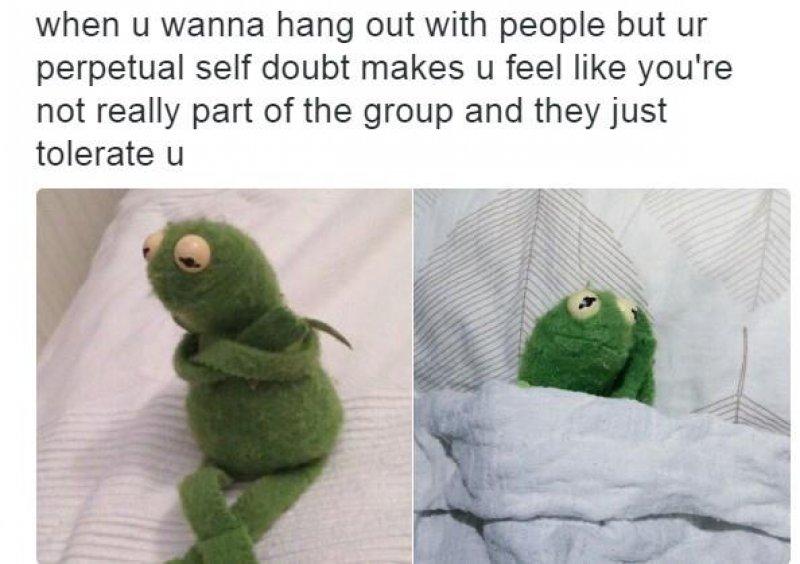 when u wanna hang out with people but ur
perpetual self doubt makes u feel like you're
not really part of the group and they just
tolerate u